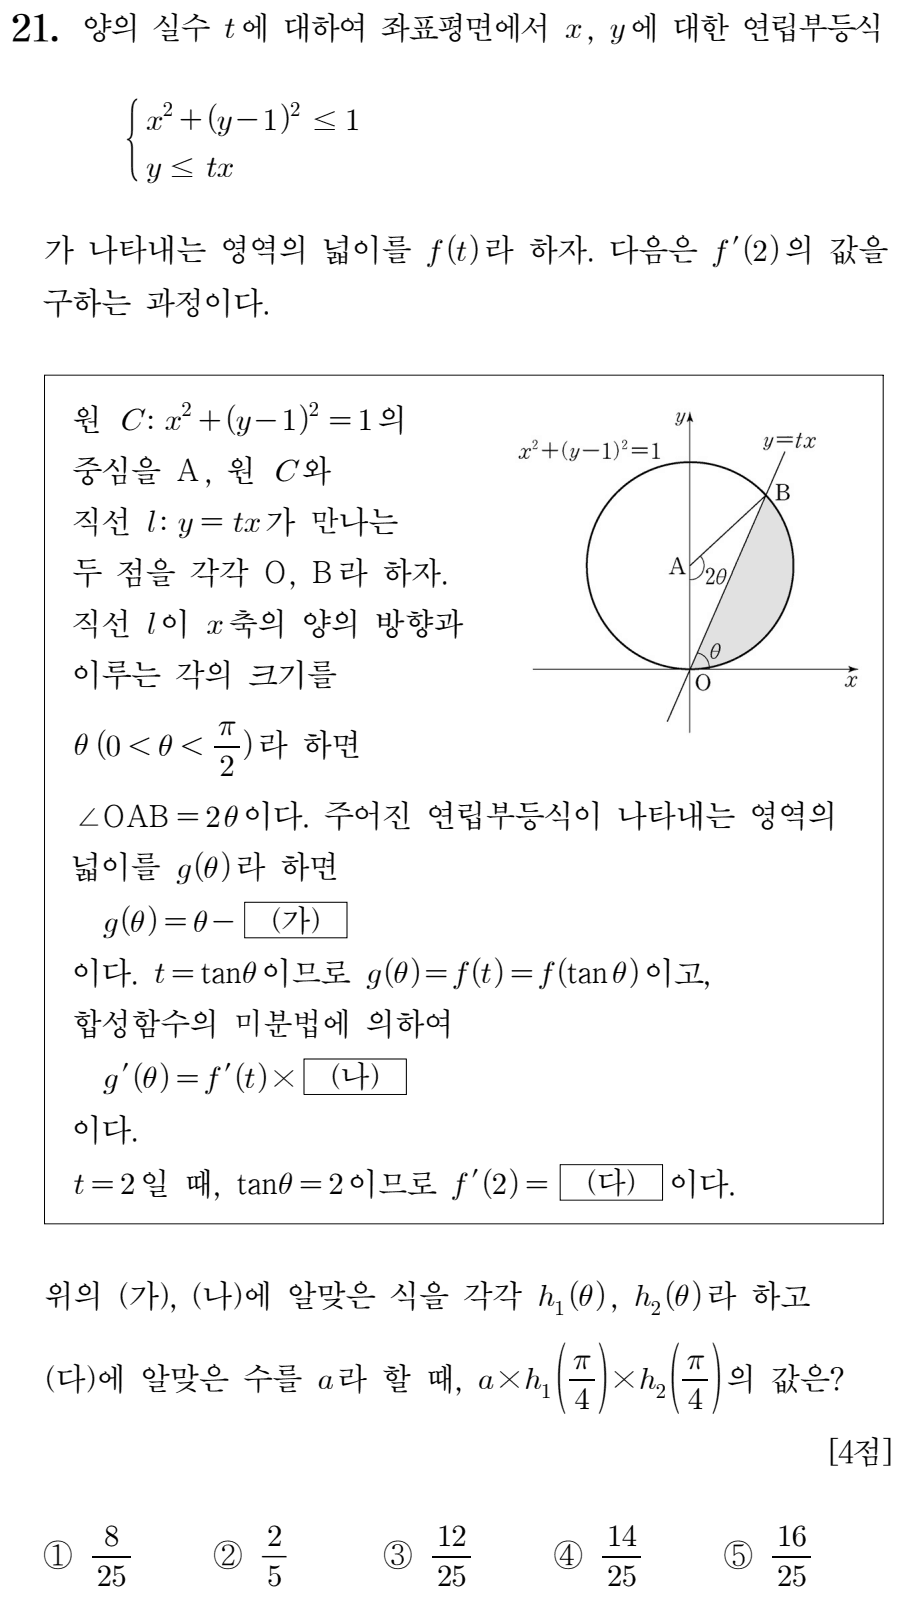 21. 양의 실수 t에 대하여 좌표평면에서 x, y에 대한 연립부등식
x²+(y-1)² ≤ 1
y ≤ tx
가 나타내는 영역의 넓이를 f(t)라 하자. 다음은 f′(2)의 값을
구하는 과정이다.
원 C: x²+(y-1)²=1의
중심을 A, 원 C와
직선 l: y=tx가 만나는
두 점을 각각 O, B라 하자.
직선 l이 x축의 양의 방향과
이루는 각의 크기를
θ(0<θ<π/2)라 하면
y
x²+(y-1)²=1
y=tx
B
A
2θ
θ
O
x
∠OAB=2θ이다. 주어진 연립부등식이 나타내는 영역의
넓이를 g(θ)라 하면
g(θ)=θ- (가)
이다. t=tanθ이므로 g(θ)=f(t)=f(tanθ)이고,
합성함수의 미분법에 의하여
g′(θ)=f′(t)× (나)
이다.
t=2일 때, tanθ=2이므로 f′(2)= (다) 이다.
위의 (가), (나)에 알맞은 식을 각각 h₁(θ), h₂(θ)라 하고
(다)에 알맞은 수를 a라 할 때, a×h₁(π/4)×h₂(π/4)의 값은?
[4점]
① 8/25 ② 2/5 ③ 12/25 ④ 14/25 ⑤ 16/25